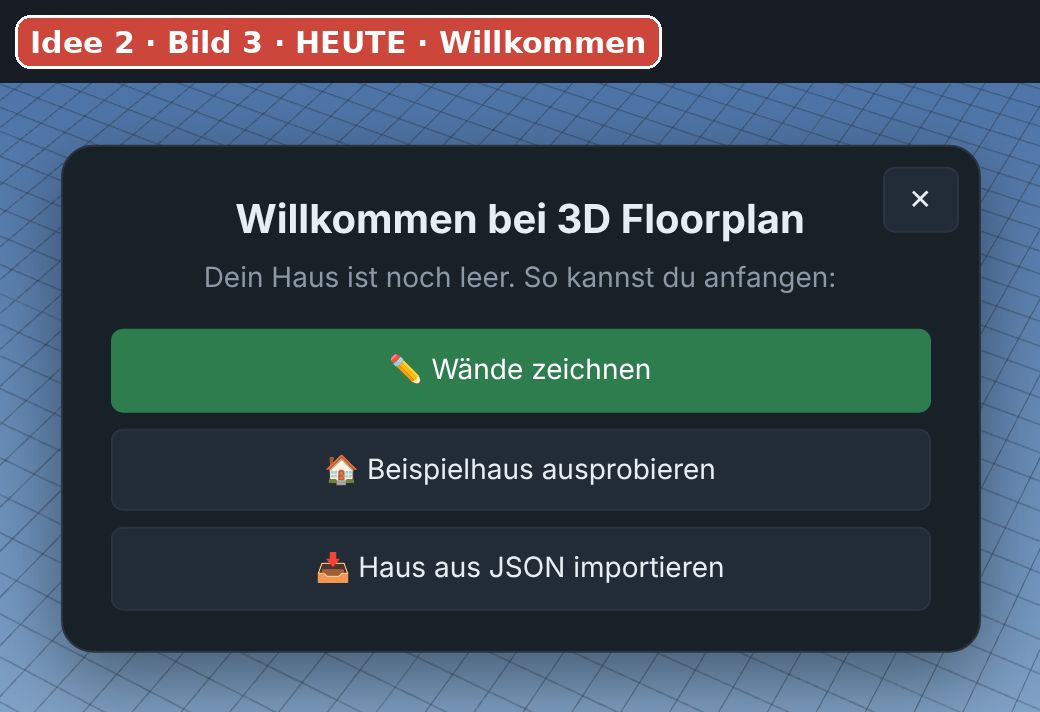 Idee 2 · Bild 3 · HEUTE · Willkommen
Willkommen bei 3D Floorplan
Dein Haus ist noch leer. So kannst du anfangen:
✏️ Wände zeichnen
🏠 Beispielhaus ausprobieren
📥 Haus aus JSON importieren